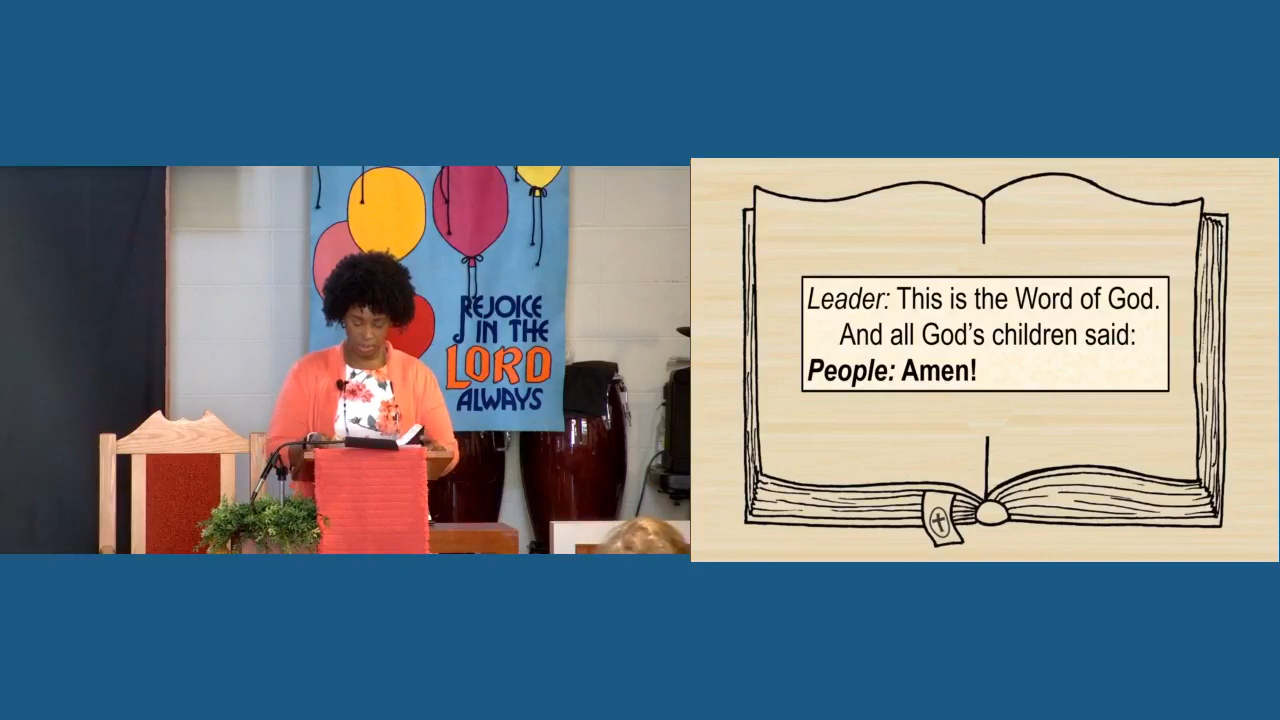 REJOICE
IN THE
LORD
ALWAYS
Leader: This is the Word of God.
And all God's children said:
People: Amen!